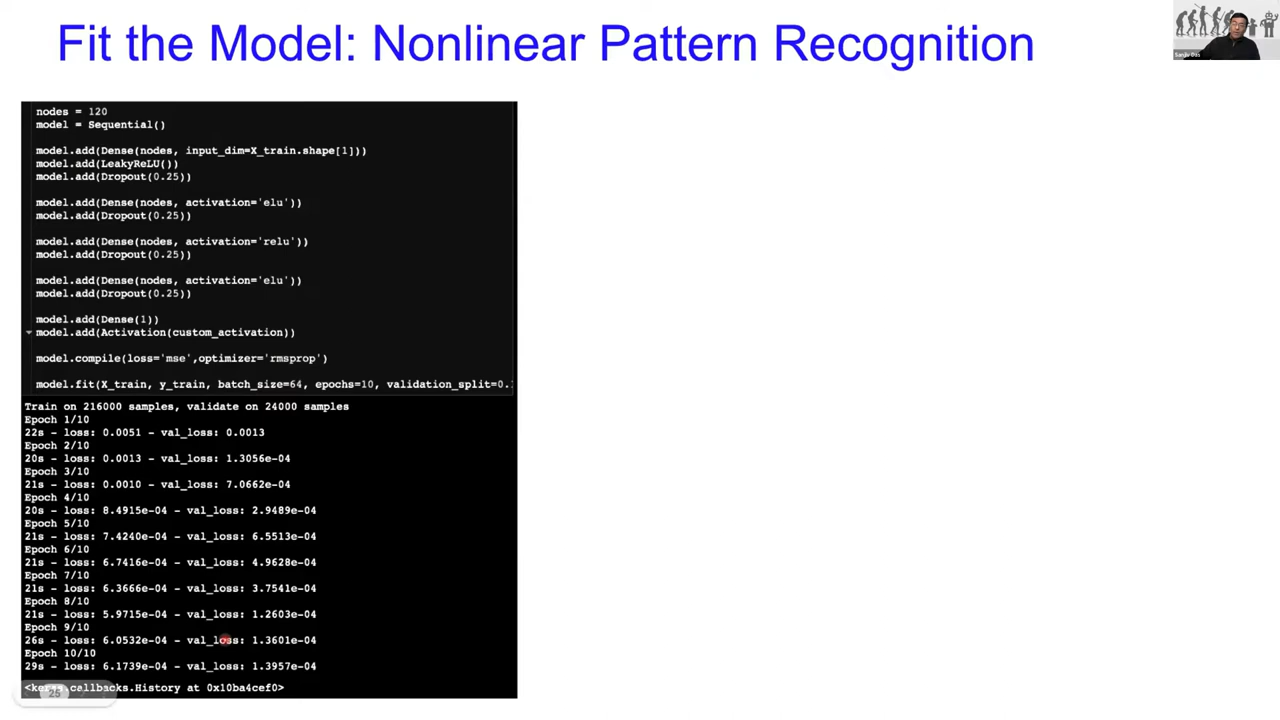 Fit the Model: Nonlinear Pattern Recognition
Sanjiv Das
nodes = 120
model = Sequential()
model.add(Dense(nodes, input_dim=X_train.shape[1]))
model.add(LeakyReLU())
model.add(Dropout(0.25))
model.add(Dense(nodes, activation='elu'))
model.add(Dropout(0.25))
model.add(Dense(nodes, activation='relu'))
model.add(Dropout(0.25))
model.add(Dense(nodes, activation='elu'))
model.add(Dropout(0.25))
model.add(Dense(1))
model.add(Activation(custom_activation))
model.compile(loss='mse',optimizer='rmsprop')
model.fit(X_train, y_train, batch_size=64, epochs=10, validation_split=0.
Train on 216000 samples, validate on 24000 samples
Epoch 1/10
22s - loss: 0.0051 - val_loss: 0.0013
Epoch 2/10
20s - loss: 0.0013 - val_loss: 1.3056e-04
Epoch 3/10
21s - loss: 0.0010 - val_loss: 7.0662e-04
Epoch 4/10
20s - loss: 8.4915e-04 - val_loss: 2.9489e-04
Epoch 5/10
21s - loss: 7.4240e-04 - val_loss: 6.5513e-04
Epoch 6/10
21s - loss: 6.7416e-04 - val_loss: 4.9628e-04
Epoch 7/10
21s - loss: 6.3666e-04 - val_loss: 3.7541e-04
Epoch 8/10
21s - loss: 5.9715e-04 - val_loss: 1.2603e-04
Epoch 9/10
26s - loss: 6.0532e-04 - val_loss: 1.3601e-04
Epoch 10/10
29s - loss: 6.1739e-04 - val_loss: 1.3957e-04
<keras.callbacks.History at 0x10ba4cef0>
25